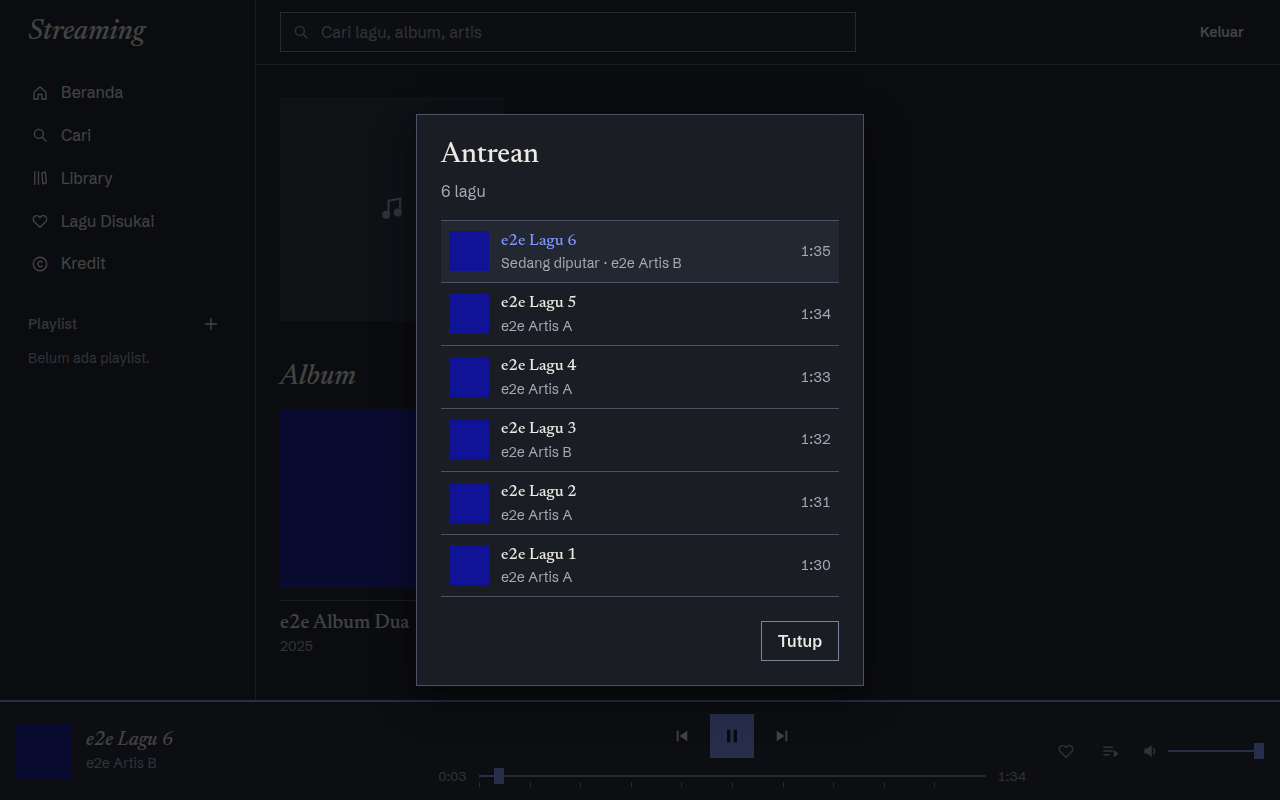 Streaming
Cari lagu, album, artis
Keluar
Beranda
Cari
Library
Lagu Disukai
Kredit
Playlist
Belum ada playlist.
Antrean
6 lagu
e2e Lagu 6
Sedang diputar · e2e Artis B
1:35
e2e Lagu 5
e2e Artis A
1:34
e2e Lagu 4
e2e Artis A
1:33
e2e Lagu 3
e2e Artis B
1:32
e2e Lagu 2
e2e Artis A
1:31
e2e Lagu 1
e2e Artis A
1:30
Tutup
Album
e2e Album Dua
2025
e2e Lagu 6
e2e Artis B
0:03
1:34